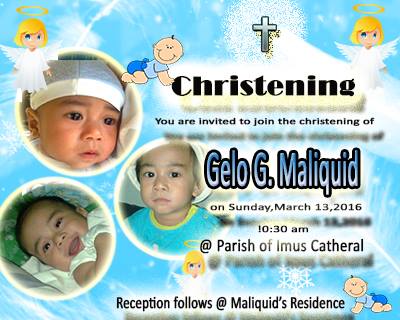 Christening
You are invited to join the christening of
Gelo G. Maliquid
on Sunday,March 13,2016
!0:30 am
@ Parish of Imus Catheral
Reception follows @ Maliquid's Residence